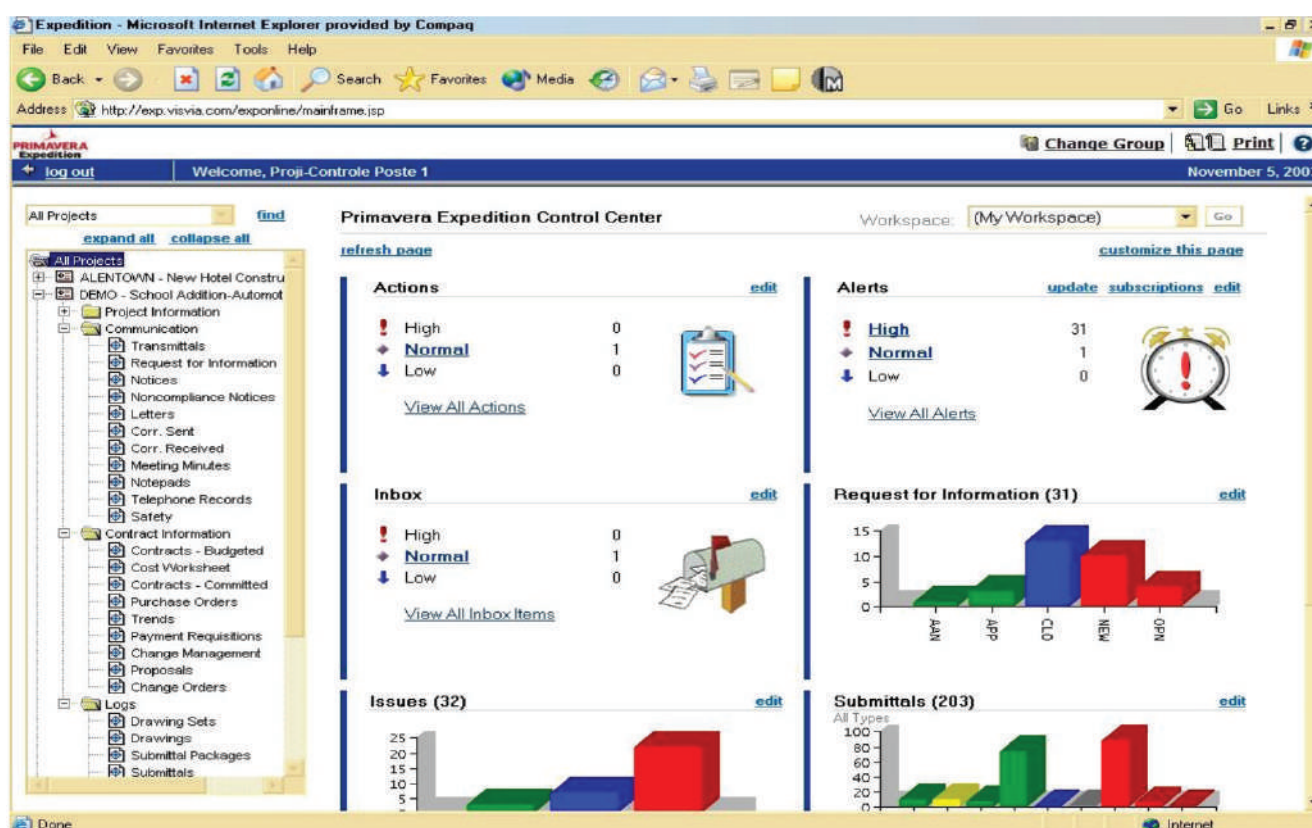 Expedition - Microsoft Internet Explorer provided by Compaq
File Edit View Favorites Tools Help
Back Search Favorites Media
Address http://exp.visvia.com/exponline/mainframe.jsp Go Links
PRIMAVERA
Expedition
Change Group Print
log out Welcome, Proji-Controle Poste 1 November 5, 200
All Projects find
expand all collapse all
All Projects
ALENTOWN - New Hotel Constru
DEMO - School Addition-Automot
Project Information
Communication
Transmittals
Request for Information
Notices
Noncompliance Notices
Letters
Corr. Sent
Corr. Received
Meeting Minutes
Notepads
Telephone Records
Safety
Contract Information
Contracts - Budgeted
Cost Worksheet
Contracts - Committed
Purchase Orders
Trends
Payment Requisitions
Change Management
Proposals
Change Orders
Logs
Drawing Sets
Drawings
Submittal Packages
Submittals
Primavera Expedition Control Center
Workspace: (My Workspace) Go
refresh page customize this page
Actions edit
High 0
Normal 1
Low 0
View All Actions
Alerts update subscriptions edit
High 31
Normal 1
Low 0
View All Alerts
Inbox edit
High 0
Normal 1
Low 0
View All Inbox Items
Request for Information (31) edit
15
10
5
0
AAN APP CLO NEW OPN
Issues (32) edit
25
20
15
10
5
Submittals (203) edit
All Types
100
80
60
40
20
0
Done Internet